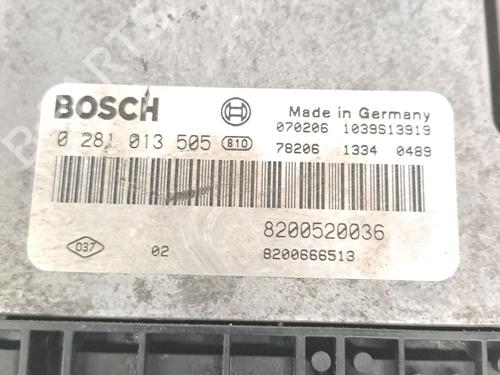 BOSCH
Made in Germany
0 281 013 505 810
070206 1039S13919
78206 1334 0489
8200520036
037 02 8200666513